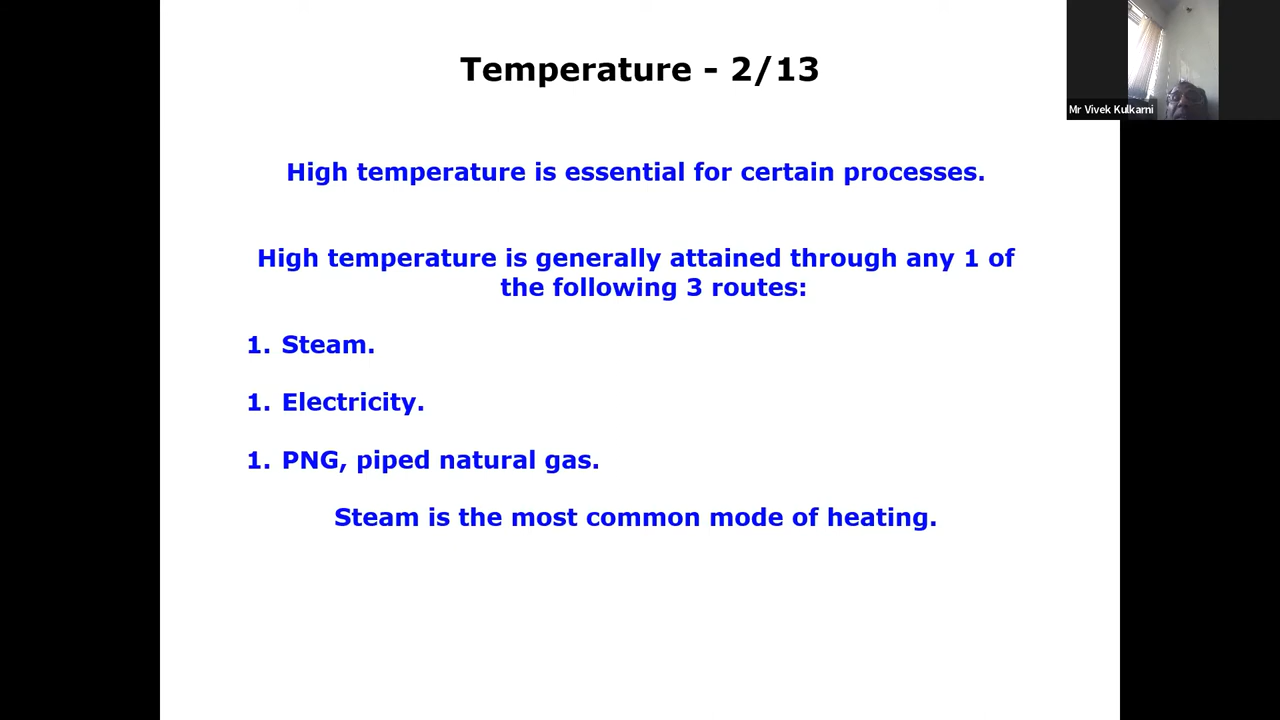 Temperature - 2/13
Mr Vivek Kulkarni
High temperature is essential for certain processes.
High temperature is generally attained through any 1 of
the following 3 routes:
1. Steam.
1. Electricity.
1. PNG, piped natural gas.
Steam is the most common mode of heating.